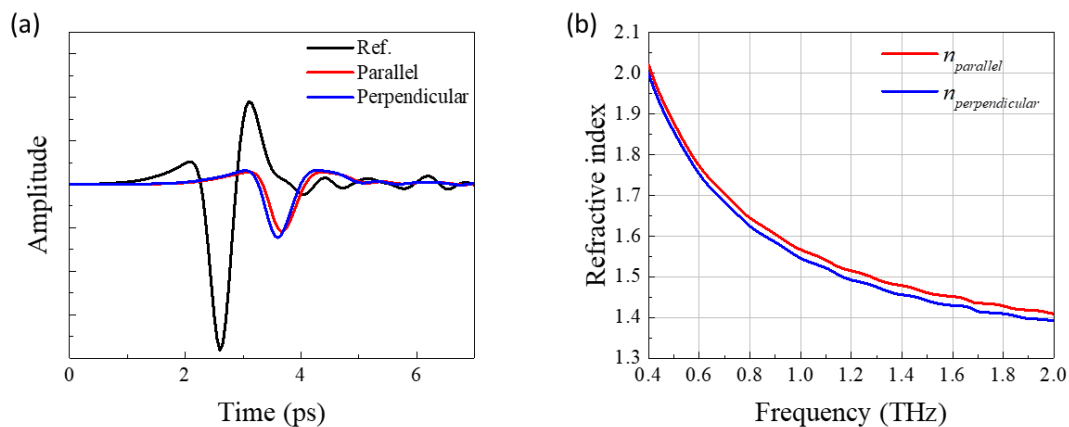 (a)
Ref.
Parallel
Perpendicular
Amplitude
0 2 4 6
Time (ps)
(b)
n parallel
n perpendicular
Refractive index
2.1
2.0
1.9
1.8
1.7
1.6
1.5
1.4
1.3
0.4 0.6 0.8 1.0 1.2 1.4 1.6 1.8 2.0
Frequency (THz)